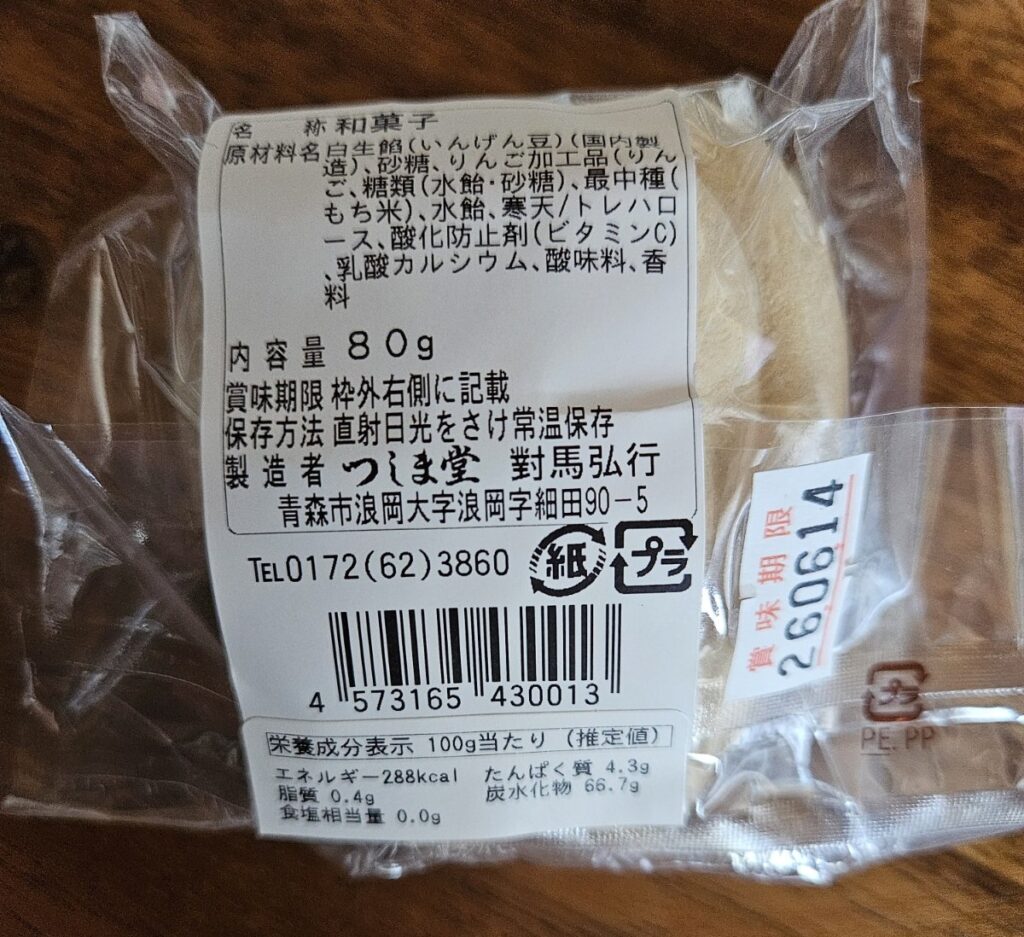 名 称 和菓子
原材料名 白生餡(いんげん豆)(国内製
造)、砂糖、りんご加工品(りん
ご、糖類(水飴・砂糖)、最中種(
もち米)、水飴、寒天/トレハロ
ース、酸化防止剤(ビタミンC)
、乳酸カルシウム、酸味料、香
料
内容量 80g
賞味期限 枠外右側に記載
保存方法 直射日光をさけ常温保存
製造者 つしま堂 對馬弘行
青森市浪岡大字浪岡字細田90-5
TEL0172(62)3860 紙 プラ
4 573165 430013
栄養成分表示 100g当たり (推定値)
エネルギー288kcal たんぱく質 4.3g
脂質 0.4g 炭水化物 66.7g
食塩相当量 0.0g
賞味期限
260614
プラ
PE.PP